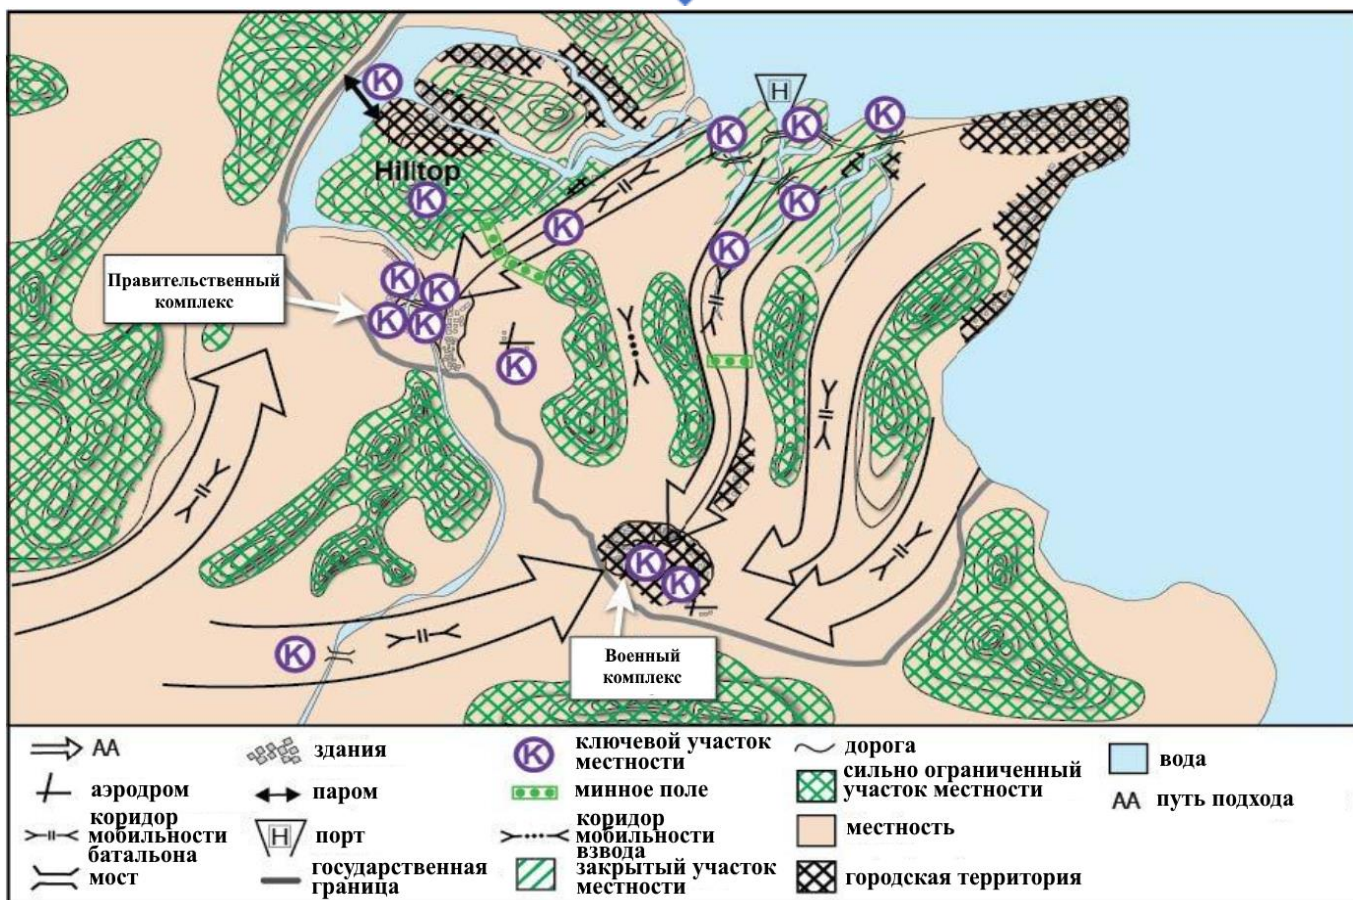 K
H
K
K
K
Hilltop
K
K
K
K
Правительственный
комплекс
K
K
K
K
K
K
K
K
Военный
комплекс
AA
здания
K
ключевой участок
местности
дорога
вода
аэродром
паром
минное поле
сильно ограниченный
участок местности
AA путь подхода
коридор
мобильности
батальона
H
порт
коридор
мобильности
взвода
местность
мост
государственная
граница
закрытый участок
местности
городская территория